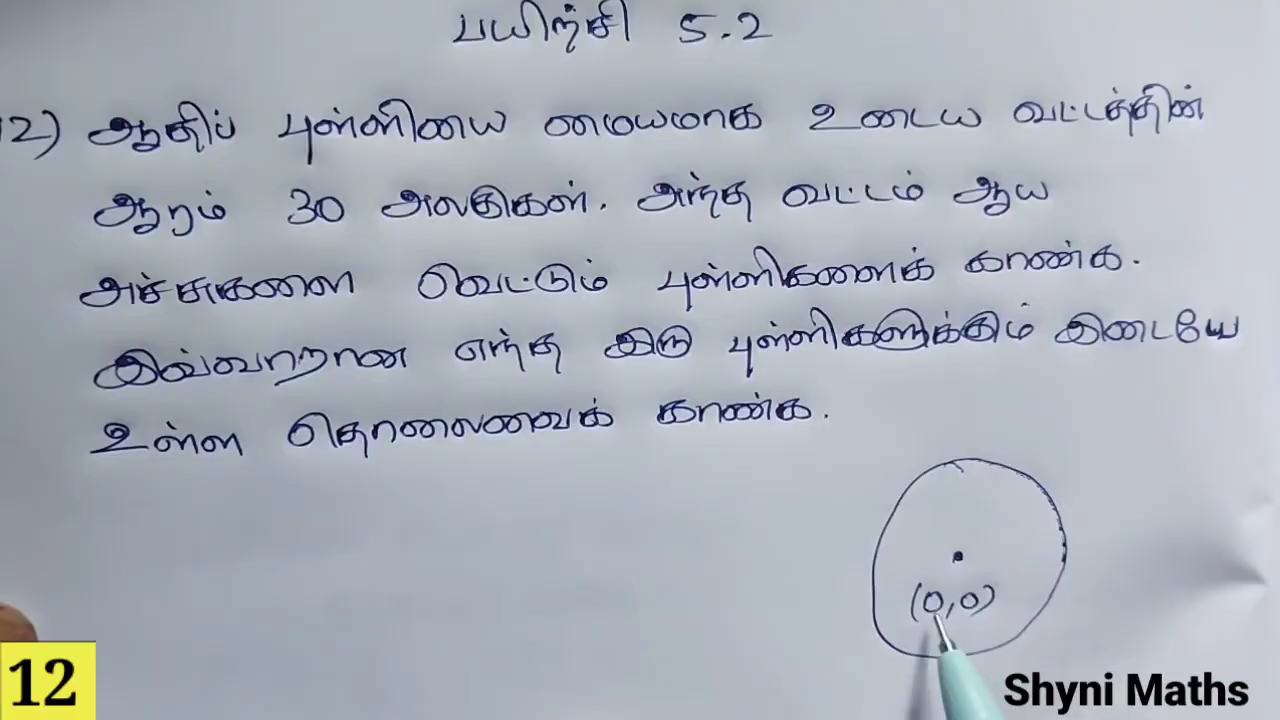 பயிற்சி 5.2
12) ஆதிப் புள்ளியை மையமாக உடைய வட்டத்தின்
ஆரம் 30 அலகுகள். அந்த வட்டம் ஆய
அச்சுகளை வெட்டும் புள்ளிகளைக் காண்க.
இவ்வாறான எந்த இரு புள்ளிகளுக்கும் இடையே
உள்ள தொலைவைக் காண்க.
(0,0)
12
Shyni Maths